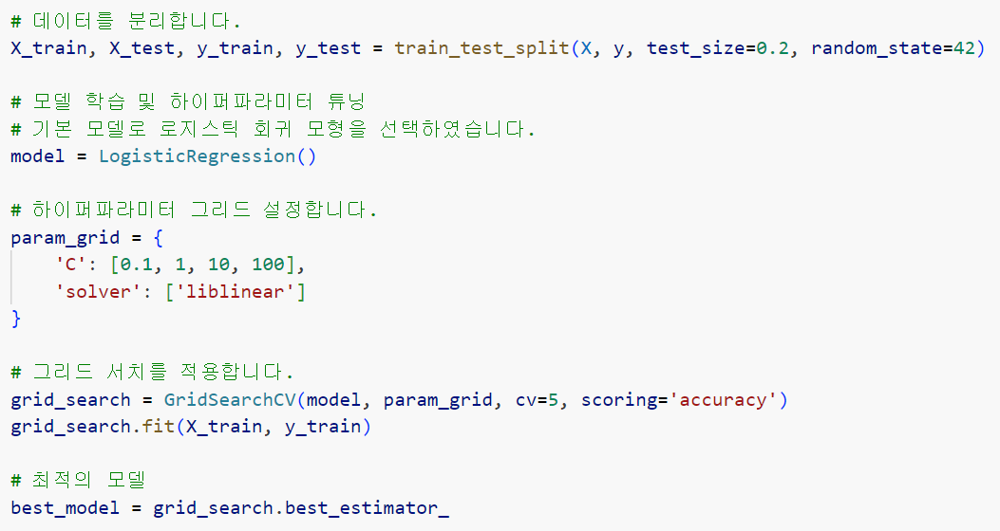 # 데이터를 분리합니다.
X_train, X_test, y_train, y_test = train_test_split(X, y, test_size=0.2, random_state=42)
# 모델 학습 및 하이퍼파라미터 튜닝
# 기본 모델로 로지스틱 회귀 모형을 선택하였습니다.
model = LogisticRegression()
# 하이퍼파라미터 그리드 설정합니다.
param_grid = {
    'C': [0.1, 1, 10, 100],
    'solver': ['liblinear']
}
# 그리드 서치를 적용합니다.
grid_search = GridSearchCV(model, param_grid, cv=5, scoring='accuracy')
grid_search.fit(X_train, y_train)
# 최적의 모델
best_model = grid_search.best_estimator_